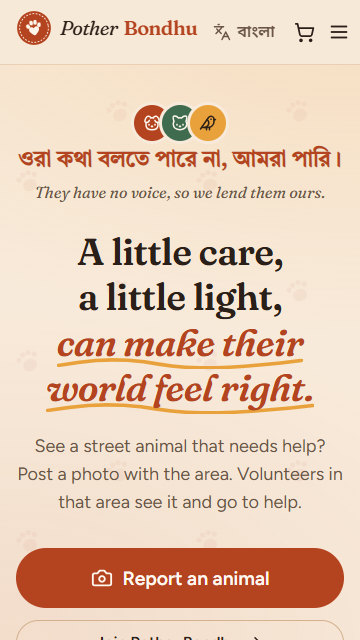 Pother Bondhu
বাংলা
ওরা কথা বলতে পারে না, আমরা পারি।
They have no voice, so we lend them ours.
A little care,
a little light,
can make their
world feel right.
See a street animal that needs help?
Post a photo with the area. Volunteers in
that area see it and go to help.
Report an animal